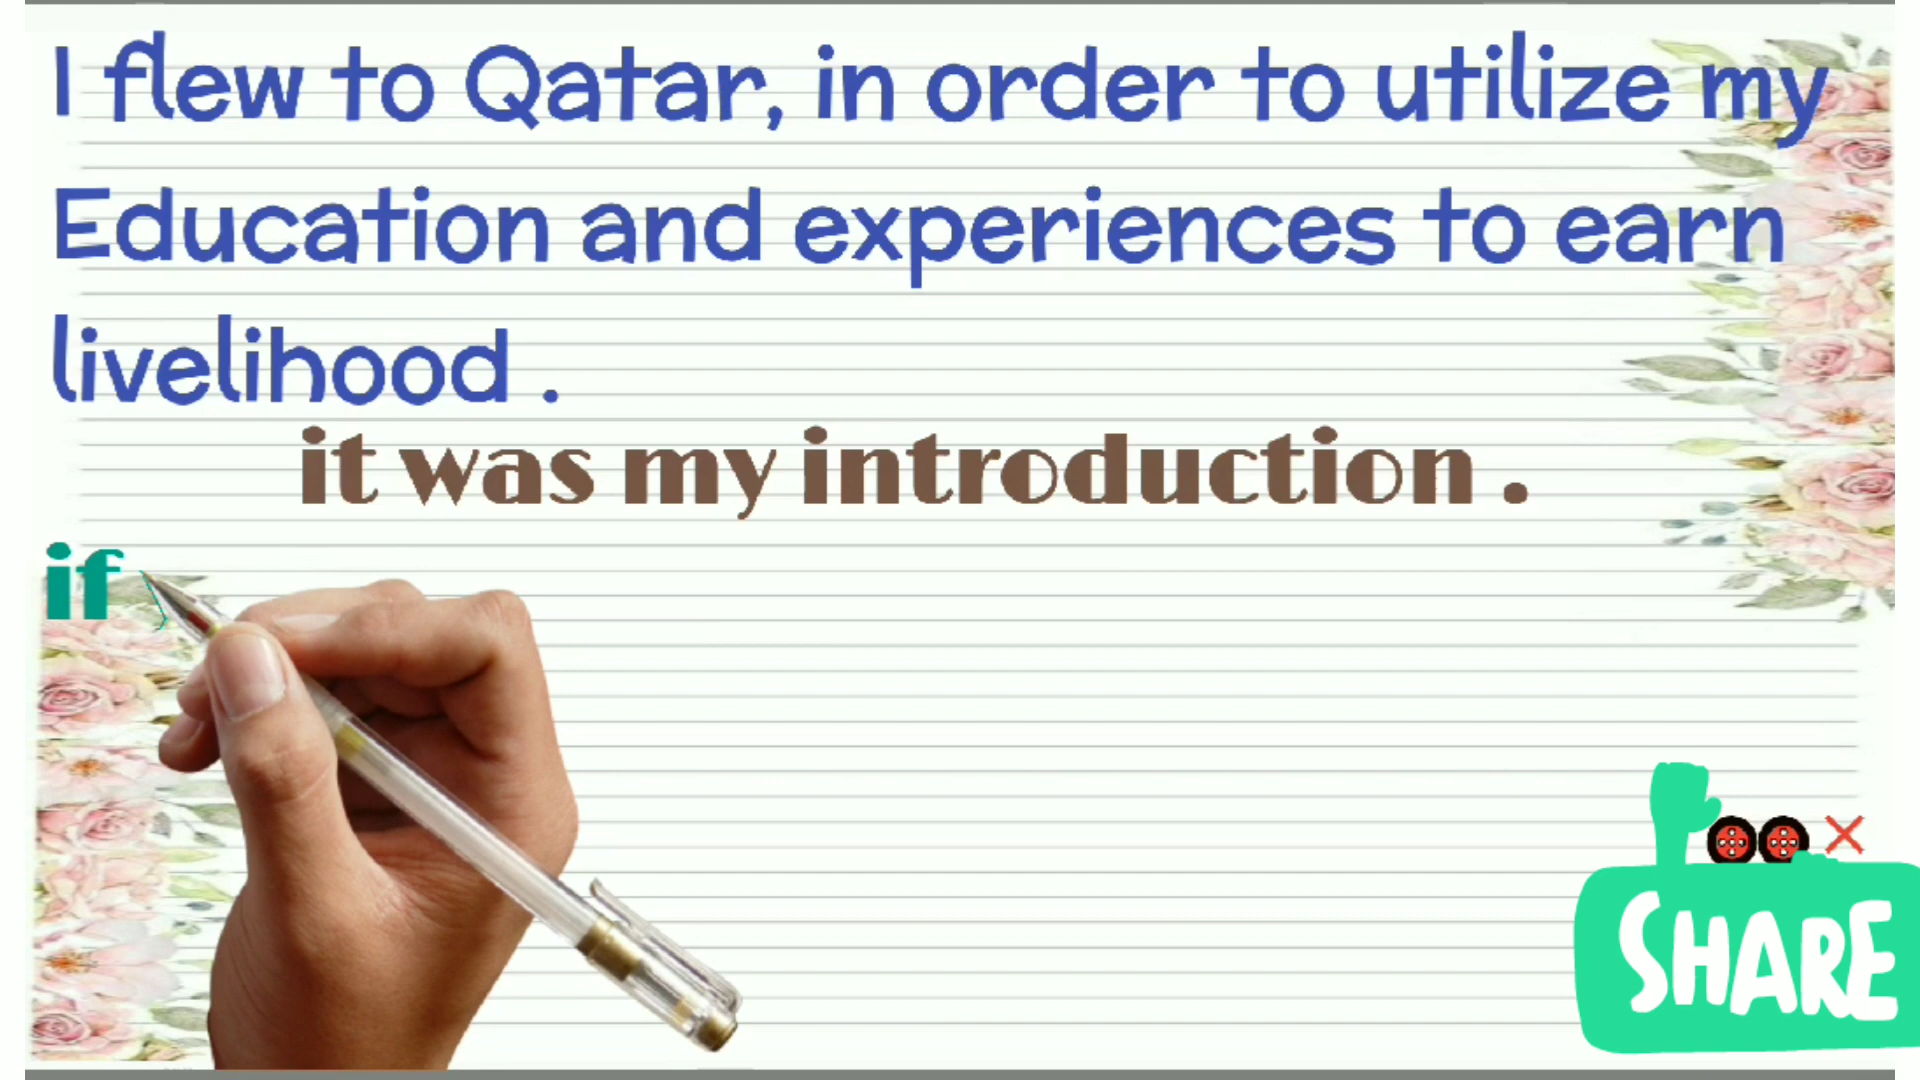 I flew to Qatar, in order to utilize my
Education and experiences to earn
livelihood .
it was my introduction .
if
SHARE